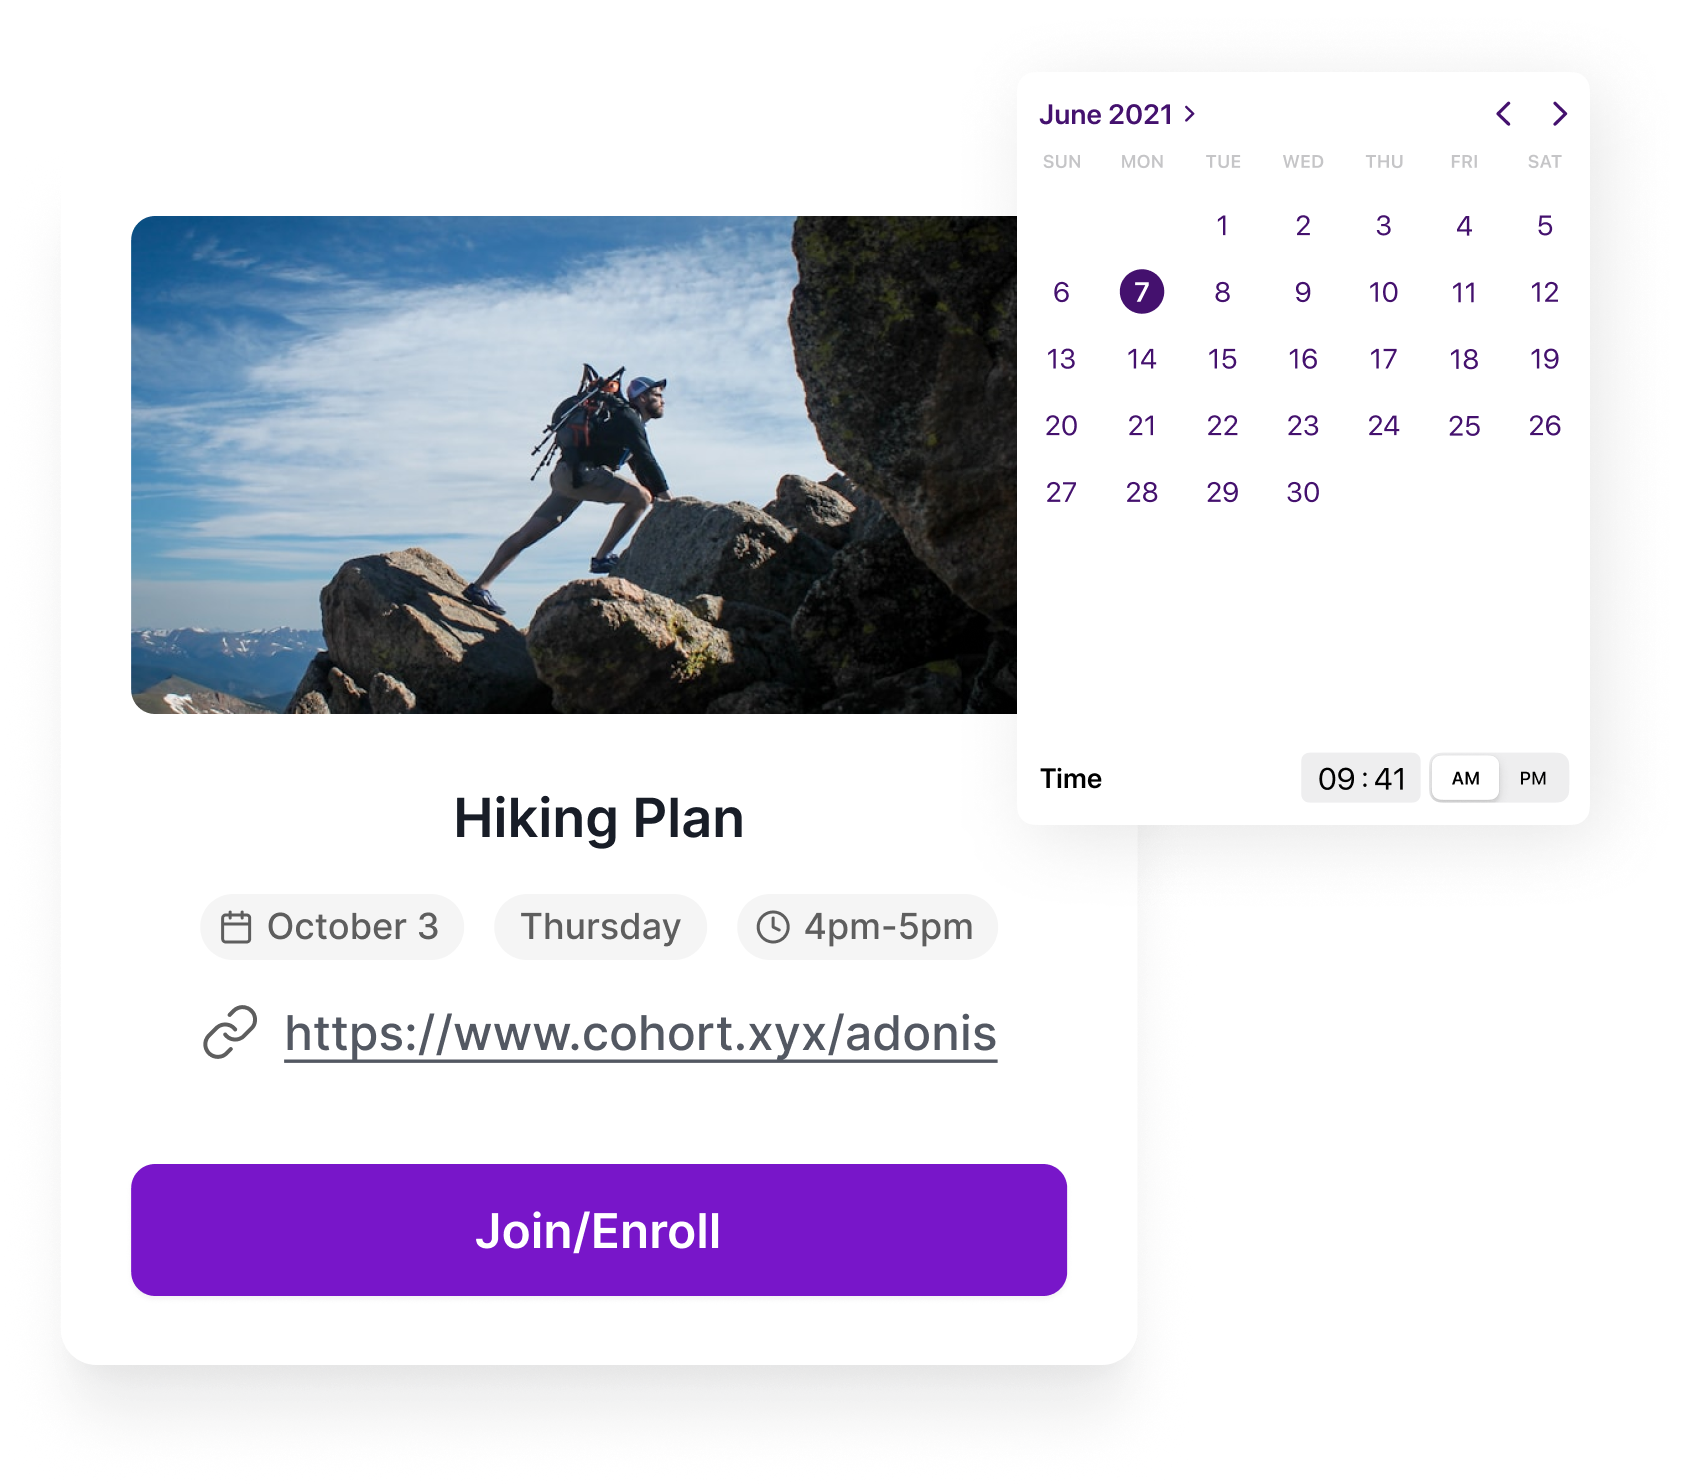 June 2021
SUN MON TUE WED THU FRI SAT
1 2 3 4 5
6 7 8 9 10 11 12
13 14 15 16 17 18 19
20 21 22 23 24 25 26
27 28 29 30
Time 09:41 AM PM
Hiking Plan
October 3 Thursday 4pm-5pm
https://www.cohort.xyx/adonis
Join/Enroll